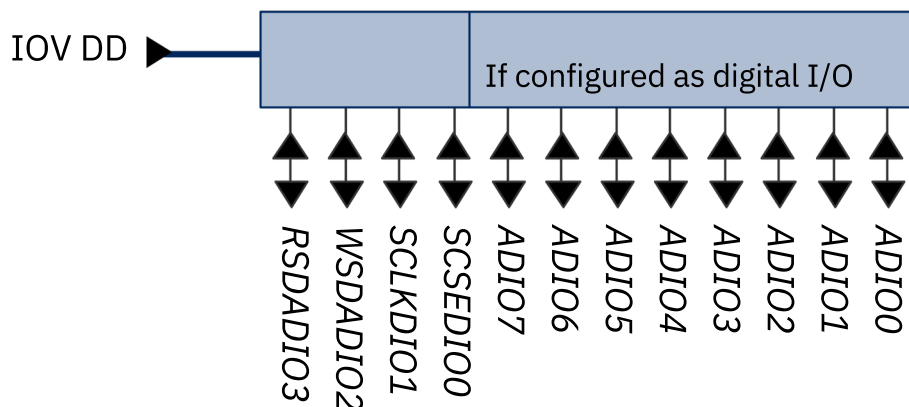 IOV DD
If configured as digital I/O
RSDADIO3
WSDADIO2
SCLKDIO1
SCSEDIO0
ADIO7
ADIO6
ADIO5
ADIO4
ADIO3
ADIO2
ADIO1
ADIO0